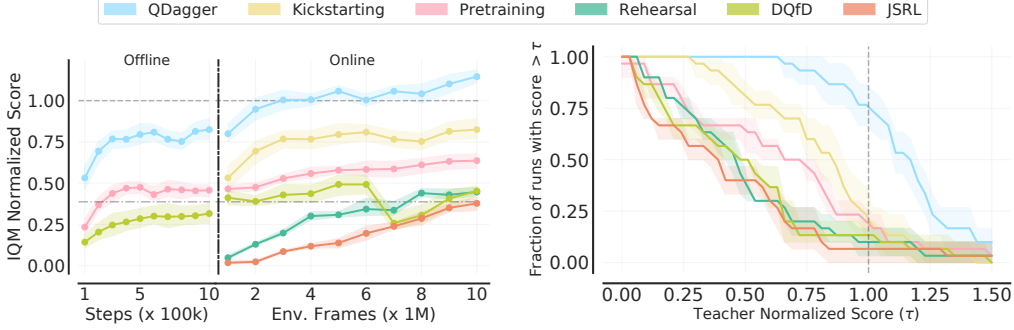 QDagger Kickstarting Pretraining Rehearsal DQfD JSRL
Offline Online
IQM Normalized Score
1.00
0.75
0.50
0.25
0.00
1 5 10 2 4 6 8 10
Steps (x 100k) Env. Frames (x 1M)
Fraction of runs with score > τ
1.00
0.75
0.50
0.25
0.00
0.00 0.25 0.50 0.75 1.00 1.25 1.50
Teacher Normalized Score (τ)